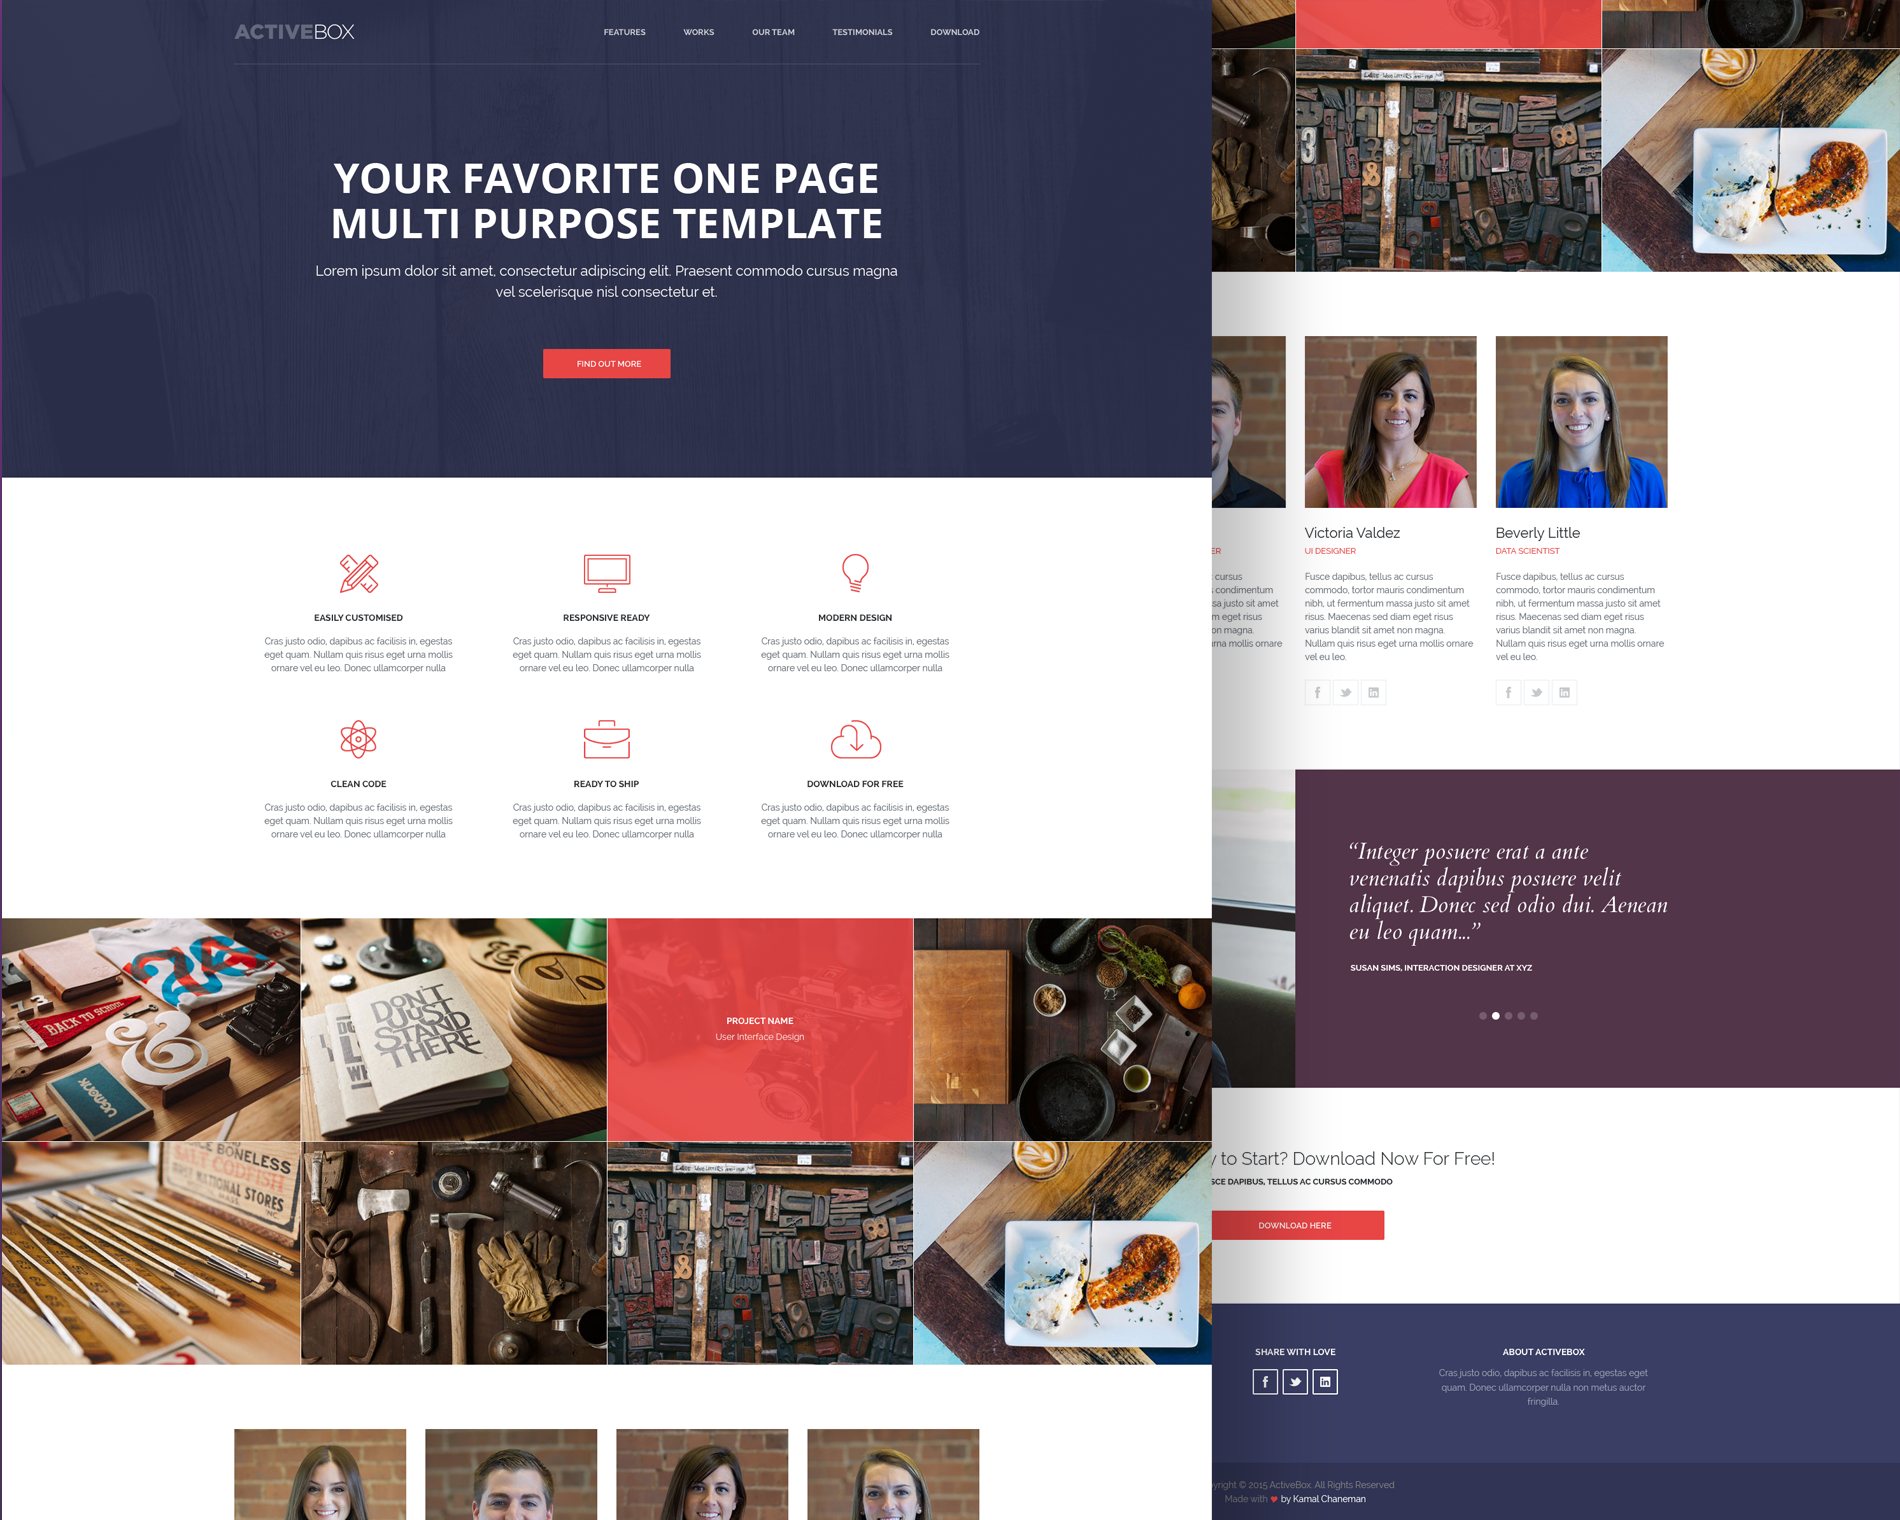 ACTIVEBOX
FEATURES
WORKS
OUR TEAM
TESTIMONIALS
DOWNLOAD
YOUR FAVORITE ONE PAGE
MULTI PURPOSE TEMPLATE
Lorem ipsum dolor sit amet, consectetur adipiscing elit. Praesent commodo cursus magna
vel scelerisque nisl consectetur et.
FIND OUT MORE
EASILY CUSTOMISED
Cras justo odio, dapibus ac facilisis in, egestas
eget quam. Nullam quis risus eget urna mollis
ornare vel eu leo. Donec ullamcorper nulla
RESPONSIVE READY
Cras justo odio, dapibus ac facilisis in, egestas
eget quam. Nullam quis risus eget urna mollis
ornare vel eu leo. Donec ullamcorper nulla
MODERN DESIGN
Cras justo odio, dapibus ac facilisis in, egestas
eget quam. Nullam quis risus eget urna mollis
ornare vel eu leo. Donec ullamcorper nulla
CLEAN CODE
Cras justo odio, dapibus ac facilisis in, egestas
eget quam. Nullam quis risus eget urna mollis
ornare vel eu leo. Donec ullamcorper nulla
READY TO SHIP
Cras justo odio, dapibus ac facilisis in, egestas
eget quam. Nullam quis risus eget urna mollis
ornare vel eu leo. Donec ullamcorper nulla
DOWNLOAD FOR FREE
Cras justo odio, dapibus ac facilisis in, egestas
eget quam. Nullam quis risus eget urna mollis
ornare vel eu leo. Donec ullamcorper nulla
BACK TO SCHOOL
&
USMONK
DON'T
JUST
STAND
THERE
PROJECT NAME
User Interface Design
BONELESS
SALT CODFISH
NATIONAL STORES
ER
cursus
condimentum
sa justo sit amet
m eget risus
on magna.
urna mollis ornare
Victoria Valdez
UI DESIGNER
Fusce dapibus, tellus ac cursus
commodo, tortor mauris condimentum
nibh, ut fermentum massa justo sit amet
risus. Maecenas sed diam eget risus
varius blandit sit amet non magna.
Nullam quis risus eget urna mollis ornare
vel eu leo.
Beverly Little
DATA SCIENTIST
Fusce dapibus, tellus ac cursus
commodo, tortor mauris condimentum
nibh, ut fermentum massa justo sit amet
risus. Maecenas sed diam eget risus
varius blandit sit amet non magna.
Nullam quis risus eget urna mollis ornare
vel eu leo.
“Integer posuere erat a ante
venenatis dapibus posuere velit
aliquet. Donec sed odio dui. Aenean
eu leo quam...”
SUSAN SIMS, INTERACTION DESIGNER AT XYZ
y to Start? Download Now For Free!
SCE DAPIBUS, TELLUS AC CURSUS COMMODO
DOWNLOAD HERE
SHARE WITH LOVE
ABOUT ACTIVEBOX
Cras justo odio, dapibus ac facilisis in, egestas eget
quam. Donec ullamcorper nulla non metus auctor
fringilla.
yright © 2015 ActiveBox. All Rights Reserved
Made with ♥ by Kamal Chaneman